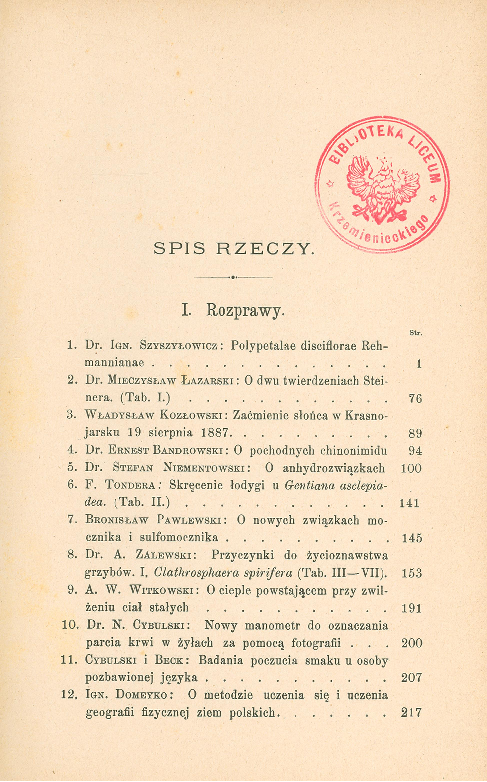 BIBLJOTEKA LICEUM
Krzemienieckiego
SPIS RZECZY.
I. Rozprawy.
Str.
1. Dr. Ign. Szyszyłowicz: Polypetalae disciflorae Reh-
mannianae . . . . . . . . . . . . . 1
2. Dr. Mieczysław Łazarski: O dwu twierdzeniach Stei-
nera. (Tab. I.) . . . . . . . . . . . 76
3. Władysław Kozłowski: Zaćmienie słońca w Krasno-
jarsku 19 sierpnia 1887. . . . . . . . . . 89
4. Dr. Ernest Bandrowski: O pochodnych chinonimidu 94
5. Dr. Stefan Niementowski: O anhydrozwiązkach 100
6. F. Tondera: Skręcenie łodygi u Gentiana asclepia-
dea. (Tab. II.) . . . . . . . . . . . 141
7. Bronisław Pawlewski: O nowych związkach mo-
cznika i sulfomocznika . . . . . . . . . 145
8. Dr. A. Zalewski: Przyczynki do życioznawstwa
grzybów. I. Clathrosphaera spirifera (Tab. III—VII). 153
9. A. W. Witkowski: O cieple powstającem przy zwil-
żeniu ciał stałych . . . . . . . . . . 191
10. Dr. N. Cybulski: Nowy manometr do oznaczania
parcia krwi w żyłach za pomocą fotografii . . . 200
11. Cybulski i Beck: Badania poczucia smaku u osoby
pozbawionej języka . . . . . . . . . . 207
12. Ign. Domeyko: O metodzie uczenia się i uczenia
geografii fizycznej ziem polskich. . . . . . . 217